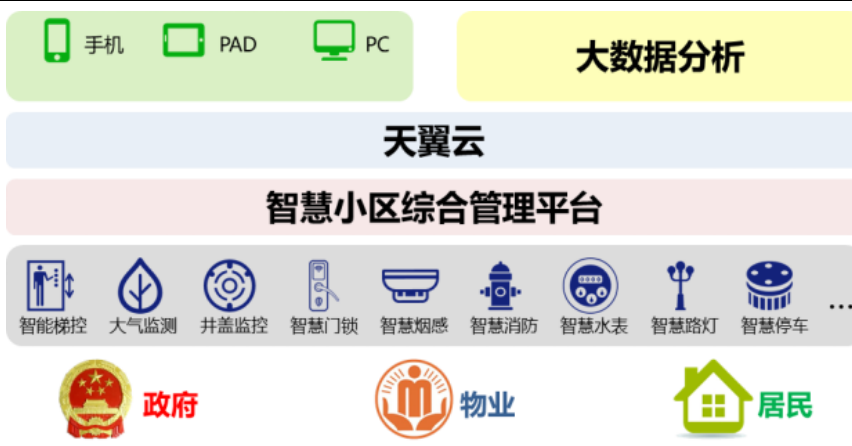 手机 PAD PC
大数据分析
天翼云
智慧小区综合管理平台
智能梯控 大气监测 井盖监控 智慧门锁 智慧烟感 智慧消防 智慧水表 智慧路灯 智慧停车 ...
政府 物业 居民